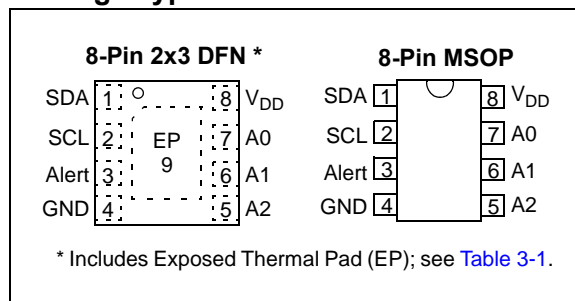 8-Pin 2x3 DFN *
SDA 1 8 VDD
SCL 2 EP 7 A0
9
Alert 3 6 A1
GND 4 5 A2
8-Pin MSOP
SDA 1 8 VDD
SCL 2 7 A0
Alert 3 6 A1
GND 4 5 A2
* Includes Exposed Thermal Pad (EP); see Table 3-1.